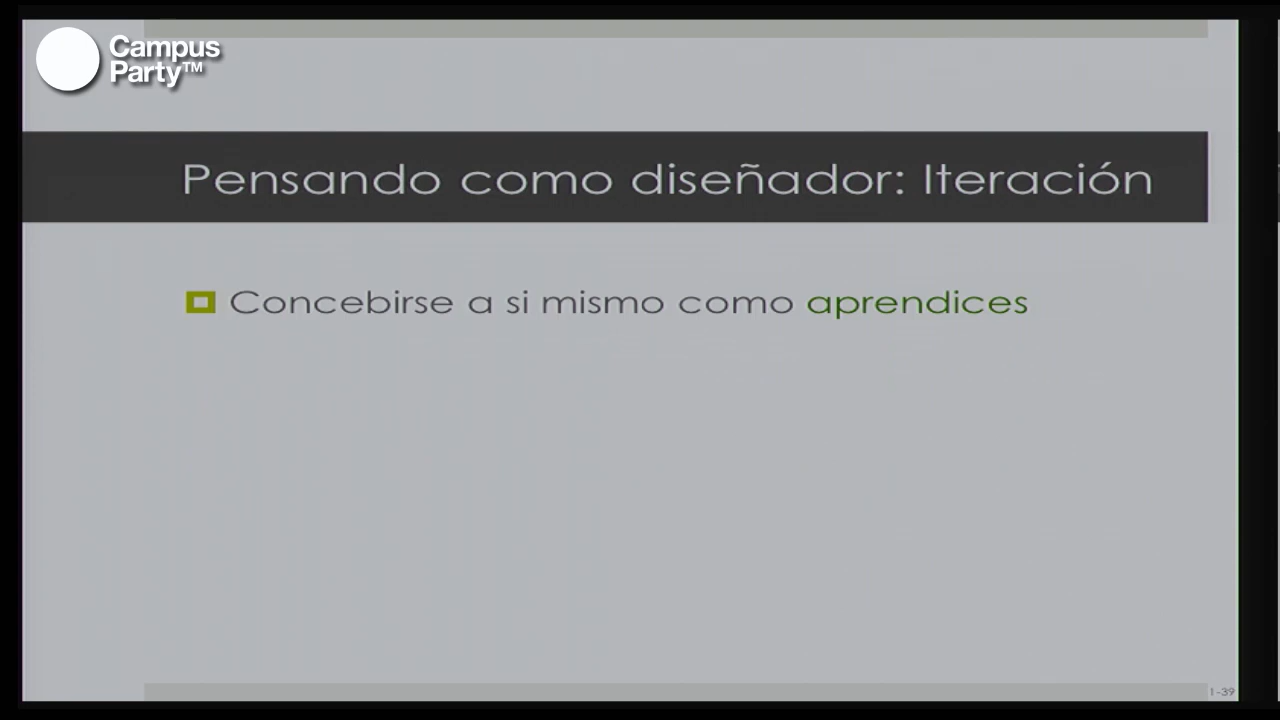 Campus
Party™
Pensando como diseñador: Iteración
Concebirse a si mismo como aprendices
1-39